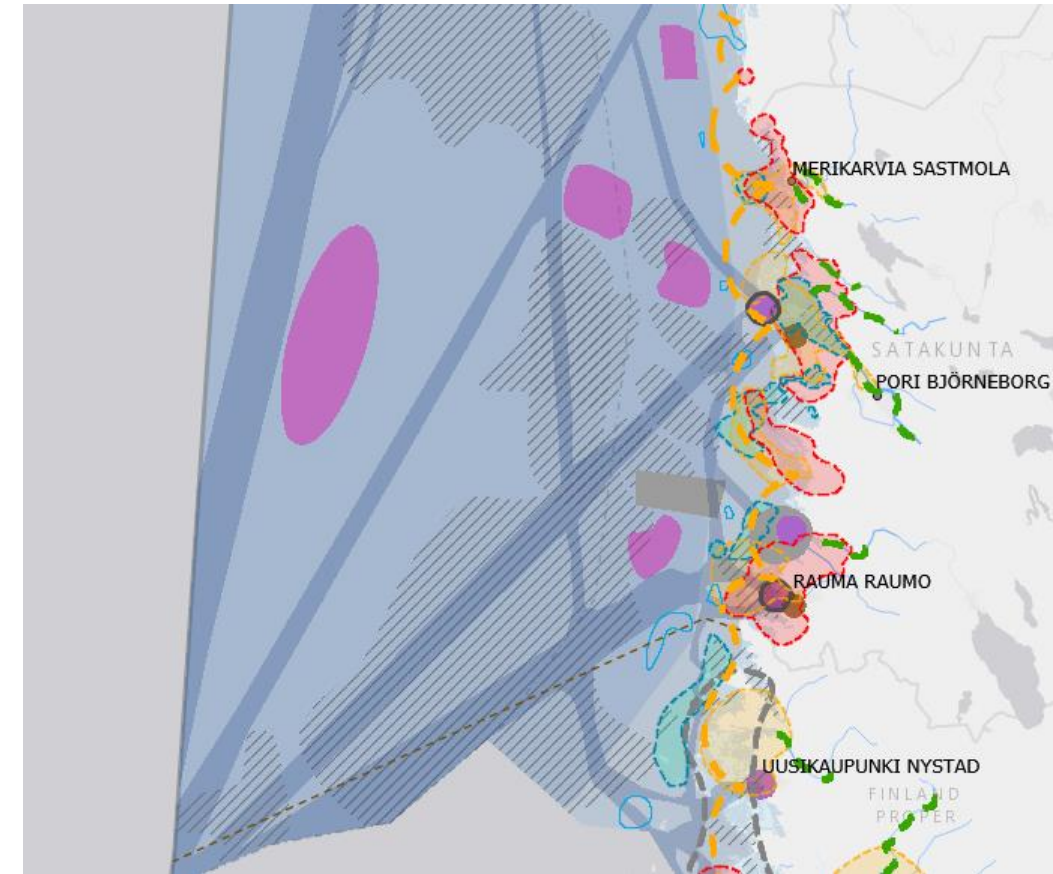 MERIKARVIA SASTMOLA
SATAKUNTA
PORI BJÖRNEBORG
RAUMA RAUMO
UUSIKAUPUNKI NYSTAD
FINLAND
PROPER